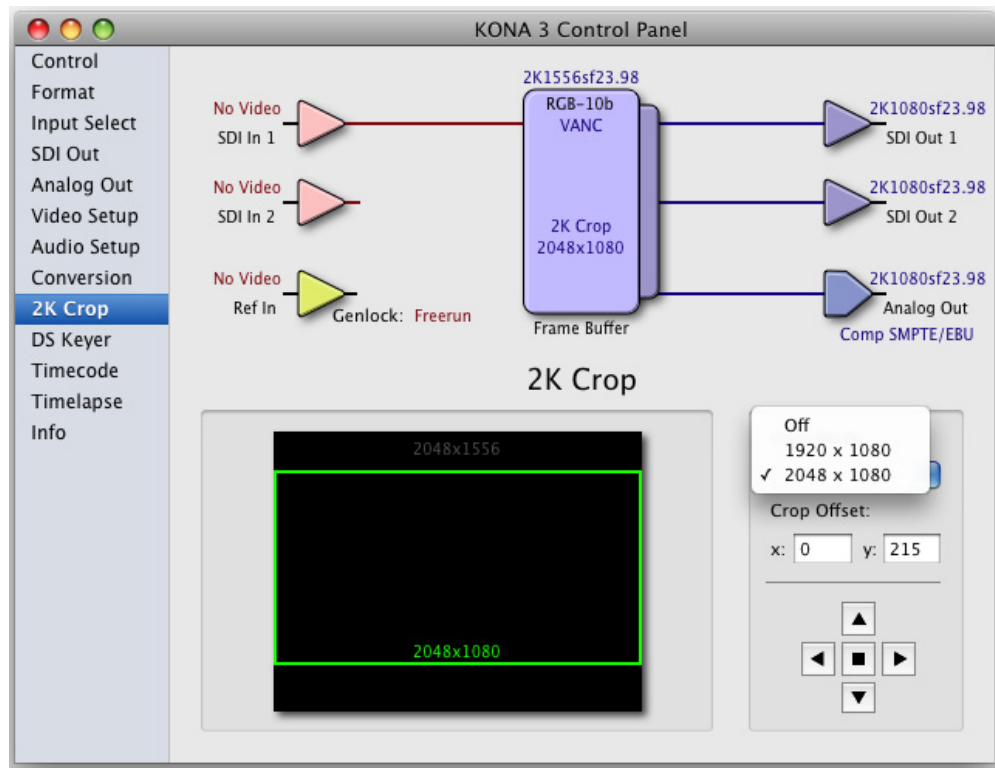 KONA 3 Control Panel
Control
Format
Input Select
SDI Out
Analog Out
Video Setup
Audio Setup
Conversion
2K Crop
DS Keyer
Timecode
Timelapse
Info
No Video
SDI In 1
No Video
SDI In 2
No Video
Ref In
Genlock: Freerun
2K1556sf23.98
RGB-10b
VANC
2K Crop
2048x1080
Frame Buffer
2K1080sf23.98
SDI Out 1
2K1080sf23.98
SDI Out 2
2K1080sf23.98
Analog Out
Comp SMPTE/EBU
2K Crop
2048x1556
2048x1080
Off
1920 x 1080
✓ 2048 x 1080
Crop Offset:
x: 0 y: 215